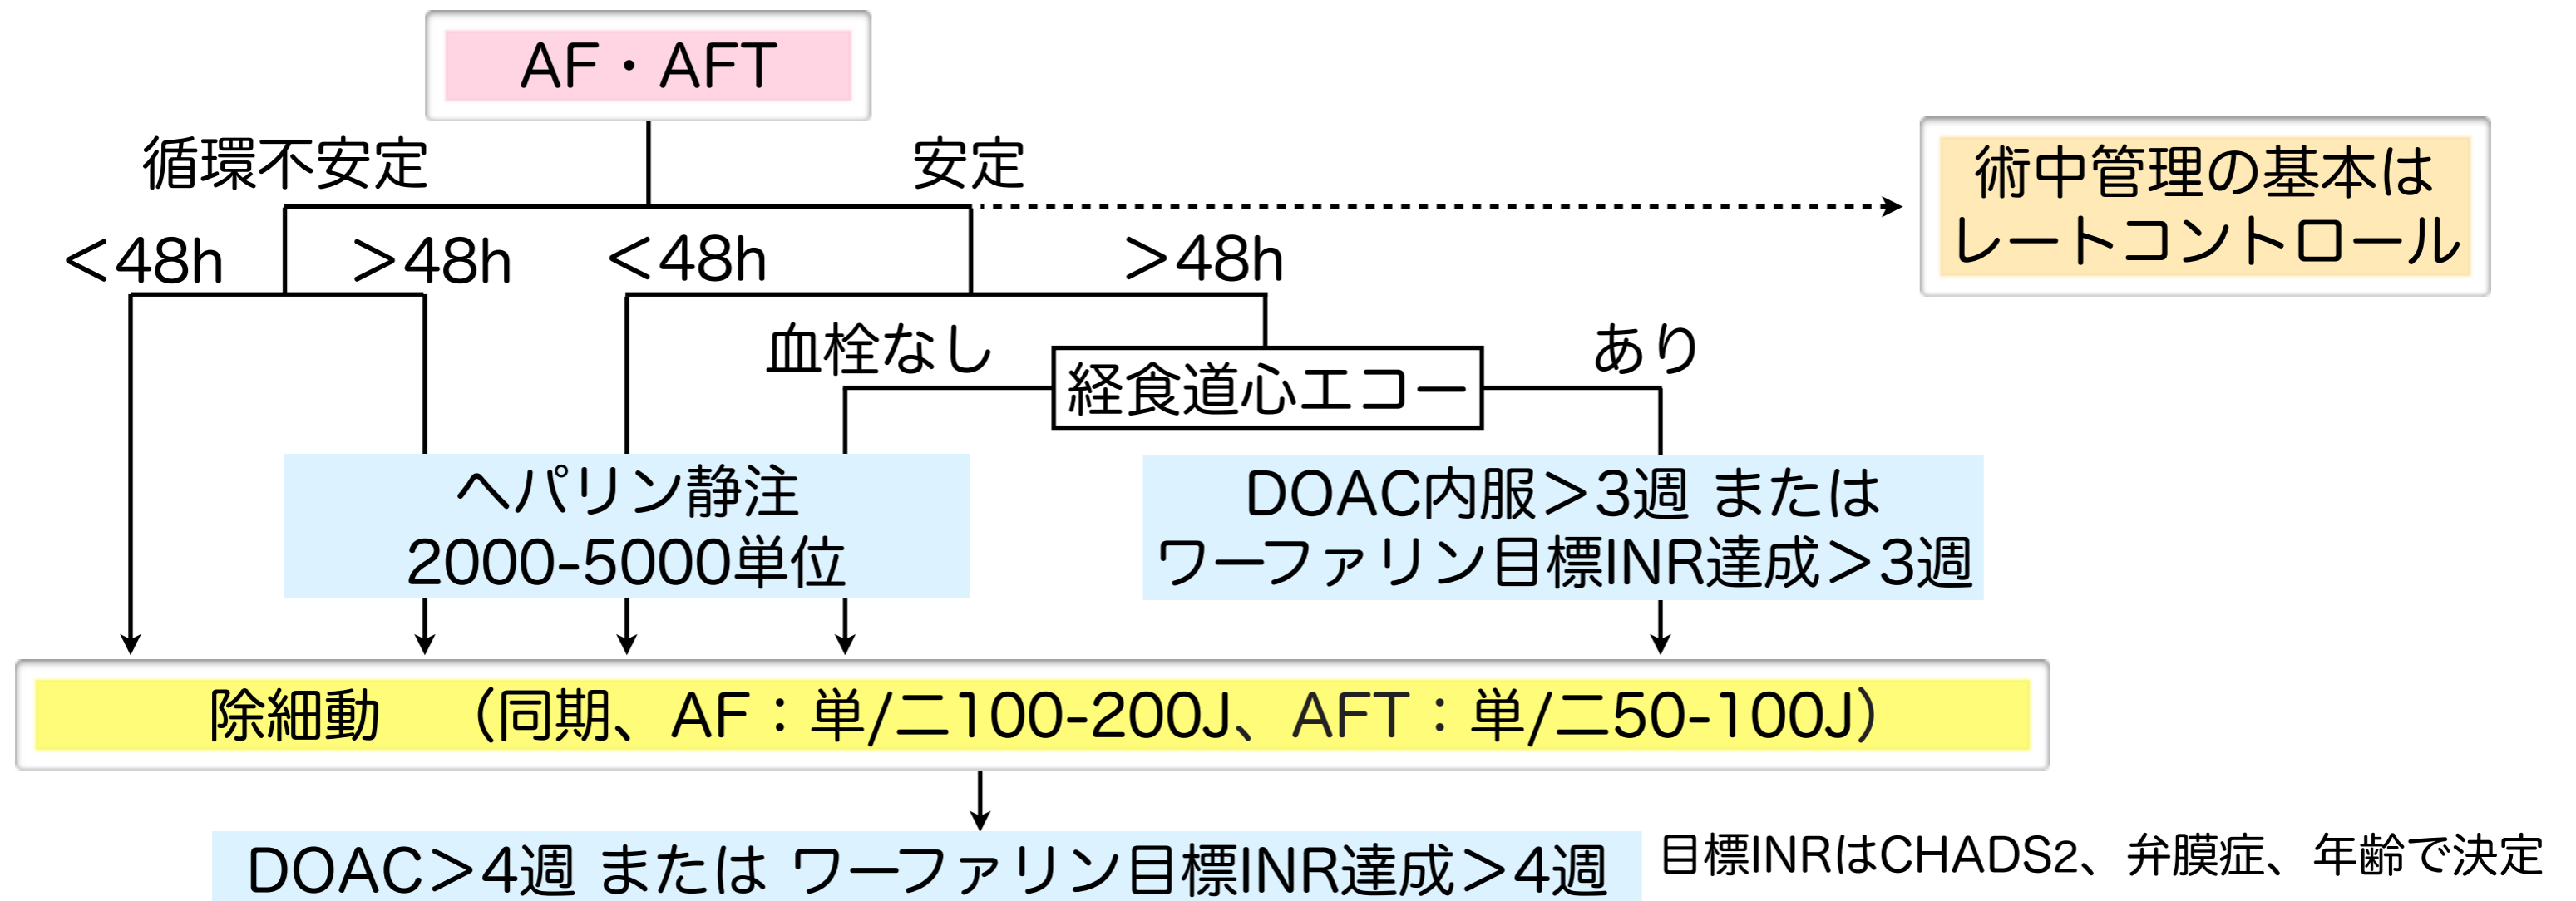 AF・AFT
循環不安定
安定
術中管理の基本は
レートコントロール
＜48h
＞48h
＜48h
＞48h
血栓なし
経食道心エコー
あり
ヘパリン静注
2000-5000単位
DOAC内服＞3週 または
ワーファリン目標INR達成＞3週
除細動　（同期、AF：単/二100-200J、AFT：単/二50-100J）
DOAC＞4週 または ワーファリン目標INR達成＞4週
目標INRはCHADS2、弁膜症、年齢で決定